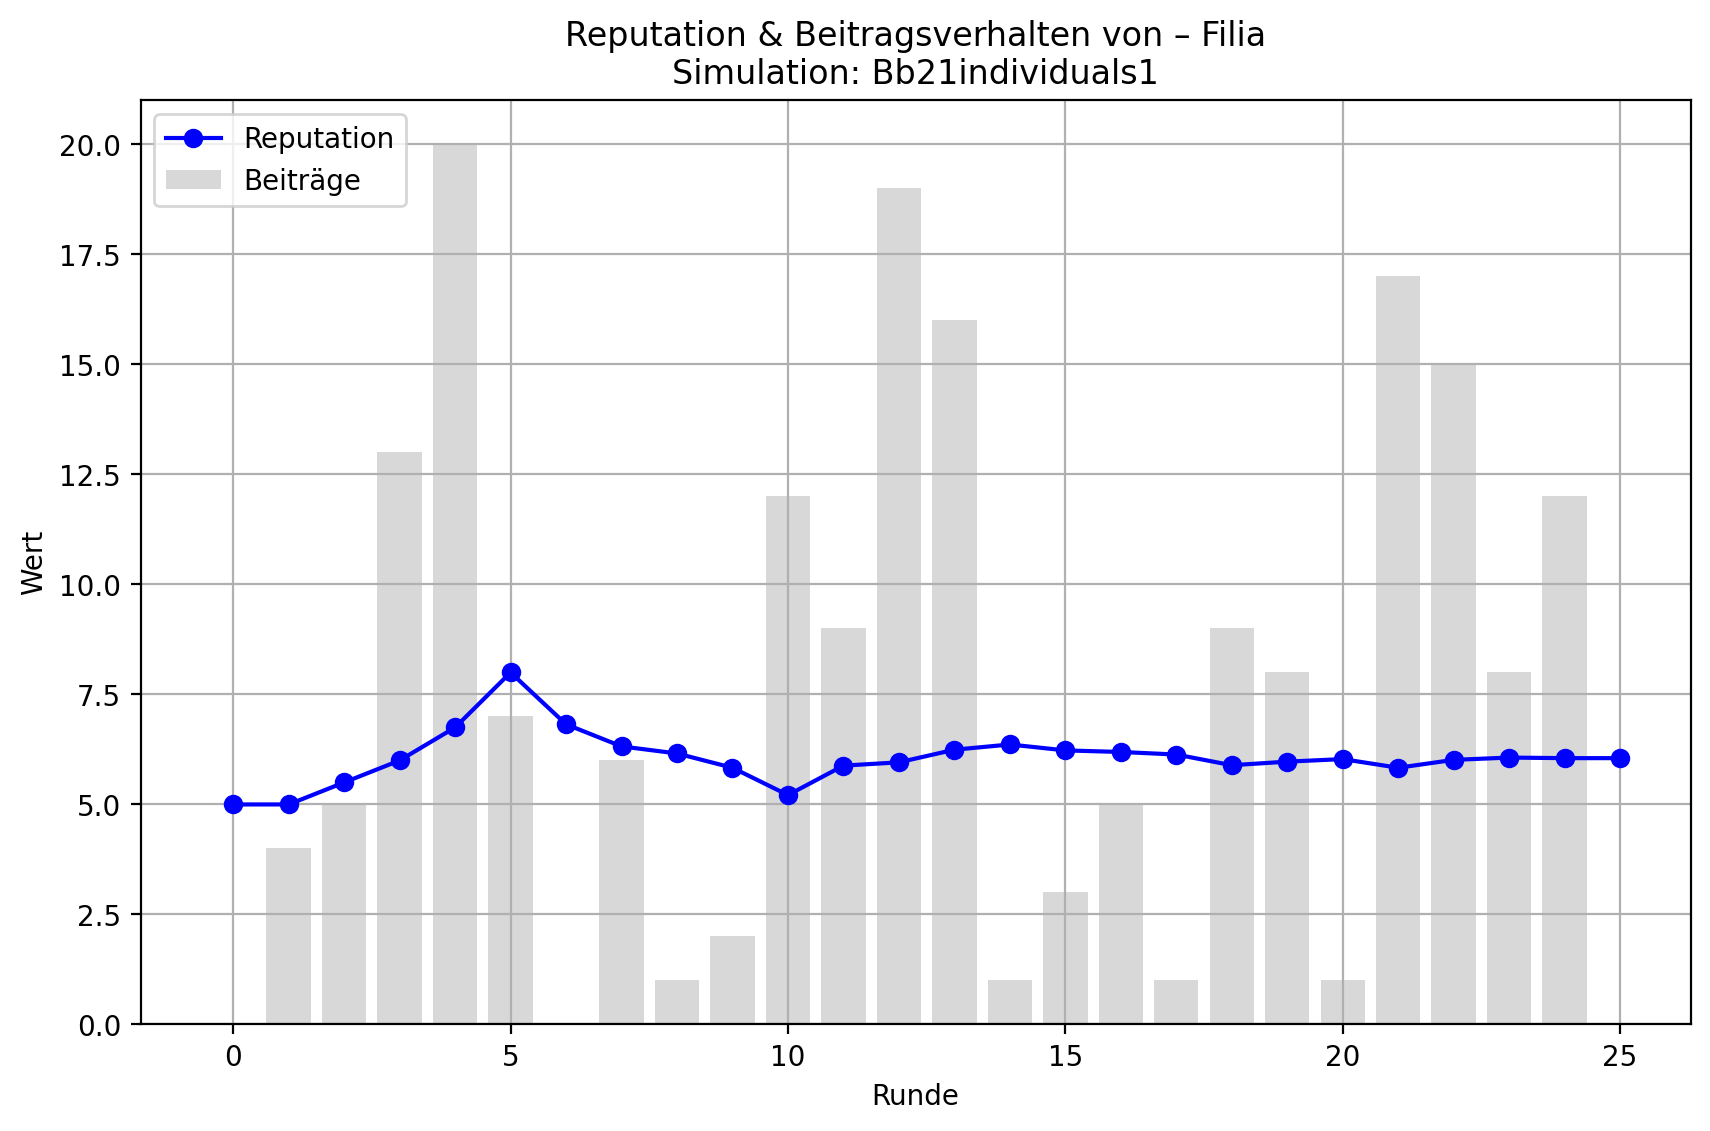 Reputation & Beitragsverhalten von – Filia
Simulation: Bb21individuals1
Reputation
Beiträge
20.0
17.5
15.0
12.5
10.0
7.5
5.0
2.5
0.0
Wert
0 5 10 15 20 25
Runde